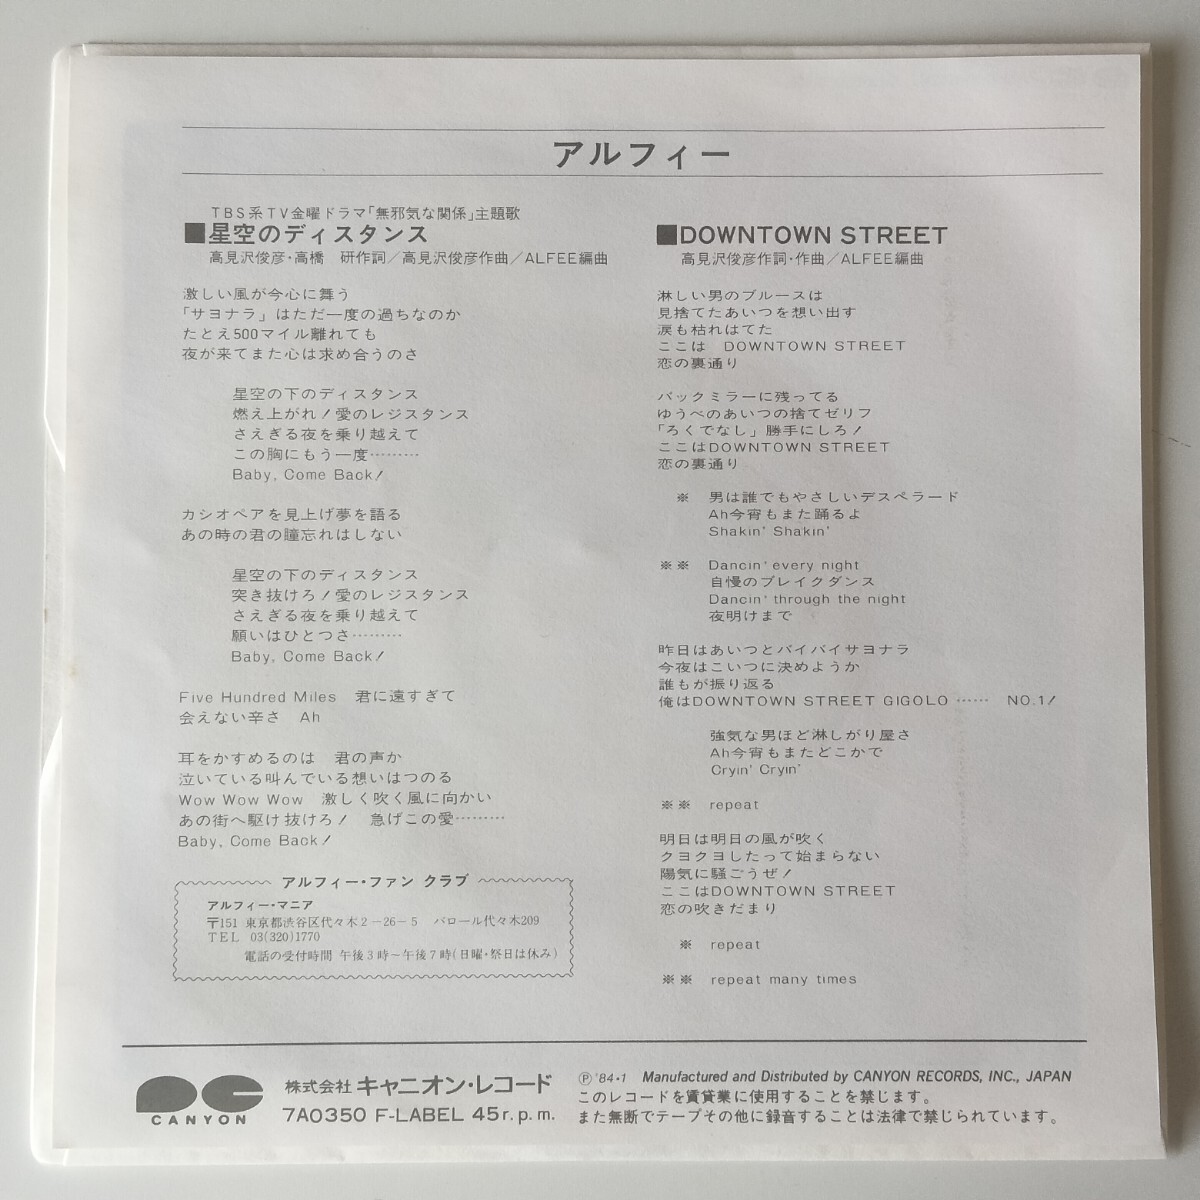 アルフィー
TBS系TV金曜ドラマ「無邪気な関係」主題歌
■星空のディスタンス
高見沢俊彦・高橋　研作詞／高見沢俊彦作曲／ALFEE編曲
激しい風が今心に舞う
「サヨナラ」はただ一度の過ちなのか
たとえ500マイル離れても
夜が来てまた心は求め合うのさ
星空の下のディスタンス
燃え上がれ！愛のレジスタンス
さえぎる夜を乗り越えて
この胸にもう一度………
Baby, Come Back！
カシオペアを見上げ夢を語る
あの時の君の瞳忘れはしない
星空の下のディスタンス
突き抜けろ！愛のレジスタンス
さえぎる夜を乗り越えて
願いはひとつさ………
Baby, Come Back！
Five Hundred Miles　君に遠すぎて
会えない辛さ　Ah
耳をかすめるのは　君の声か
泣いている叫んでいる想いはつのる
Wow Wow Wow　激しく吹く風に向かい
あの街へ駆け抜けろ！　急げこの愛………
Baby, Come Back！
アルフィー・ファン クラブ
アルフィー・マニア
〒151 東京都渋谷区代々木2－26－5　パロール代々木209
TEL　03(320)1770
電話の受付時間　午後3時～午後7時(日曜・祭日は休み)
■DOWNTOWN STREET
高見沢俊彦作詞・作曲／ALFEE編曲
淋しい男のブルースは
見捨てたあいつを想い出す
涙も枯れはてた
ここは　DOWNTOWN STREET
恋の裏通り
バックミラーに残ってる
ゆうべのあいつの捨てゼリフ
「ろくでなし」勝手にしろ！
ここはDOWNTOWN STREET
恋の裏通り
※　男は誰でもやさしいデスペラード
Ah今宵もまた踊るよ
Shakin' Shakin'
※※　Dancin' every night
自慢のブレイクダンス
Dancin' through the night
夜明けまで
昨日はあいつとバイバイサヨナラ
今夜はこいつに決めようか
誰もが振り返る
俺はDOWNTOWN STREET GIGOLO ……　NO.1！
強気な男ほど淋しがり屋さ
Ah今宵もまたどこかで
Cryin' Cryin'
※※　repeat
明日は明日の風が吹く
クヨクヨしたって始まらない
陽気に騒ごうぜ！
ここはDOWNTOWN STREET
恋の吹きだまり
※　repeat
※※　repeat many times
CANYON
株式会社 キャニオン・レコード
7A0350 F-LABEL 45r.p.m.
Ⓟ '84・1　Manufactured and Distributed by CANYON RECORDS, INC., JAPAN
このレコードを賃貸業に使用することを禁じます。
また無断でテープその他に録音することは法律で禁じられています。